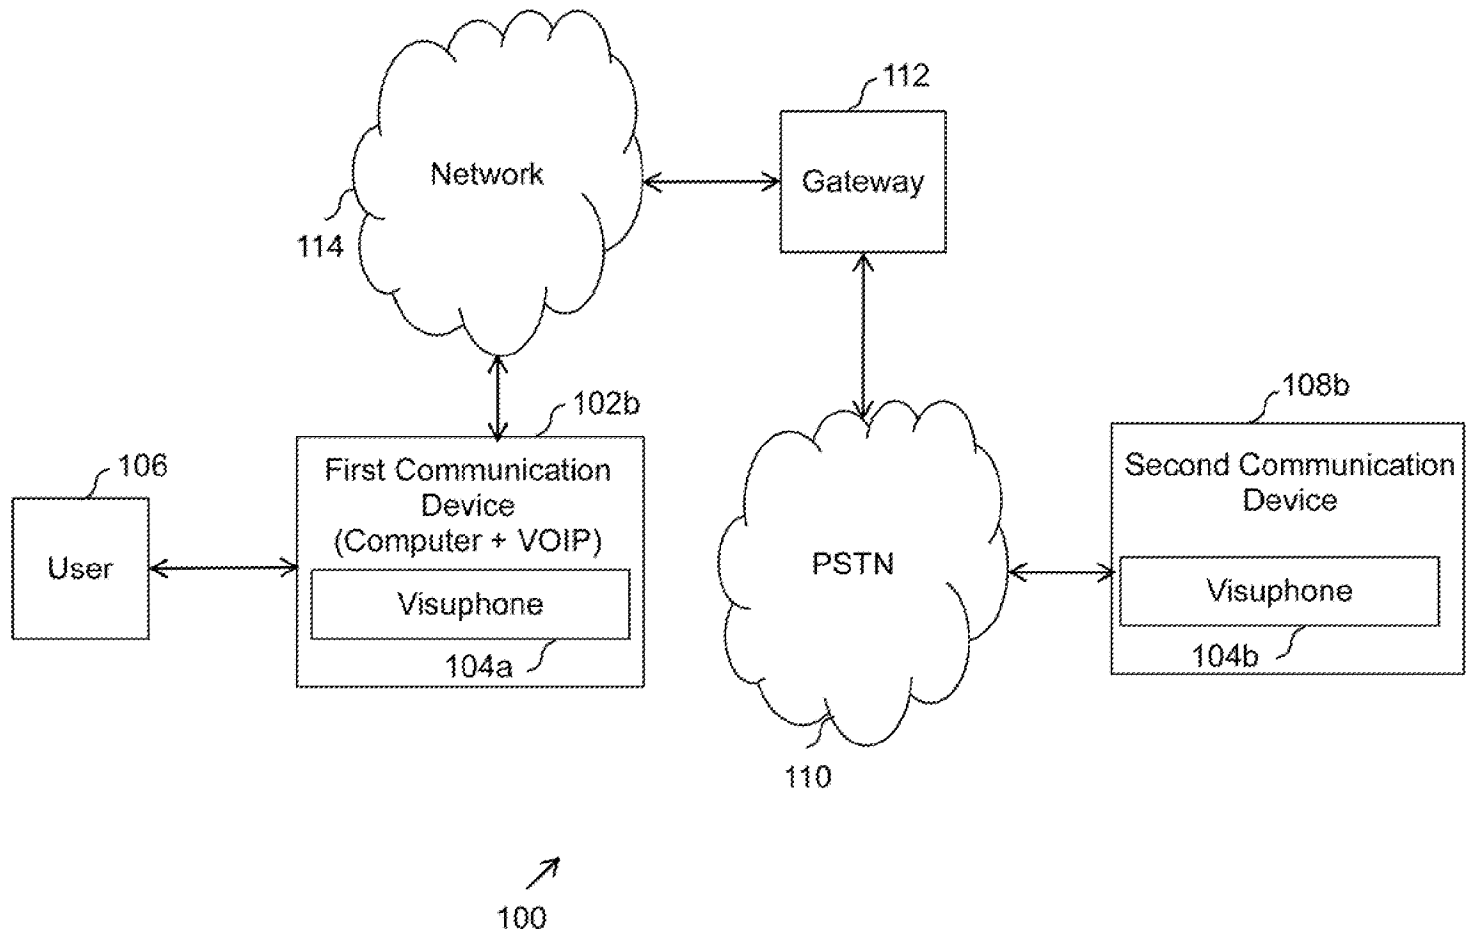 112
Network
Gateway
114
102b
108b
106
First Communication
Device
(Computer + VOIP)
Second Communication
Device
User
PSTN
Visuphone
Visuphone
104a
104b
110
100